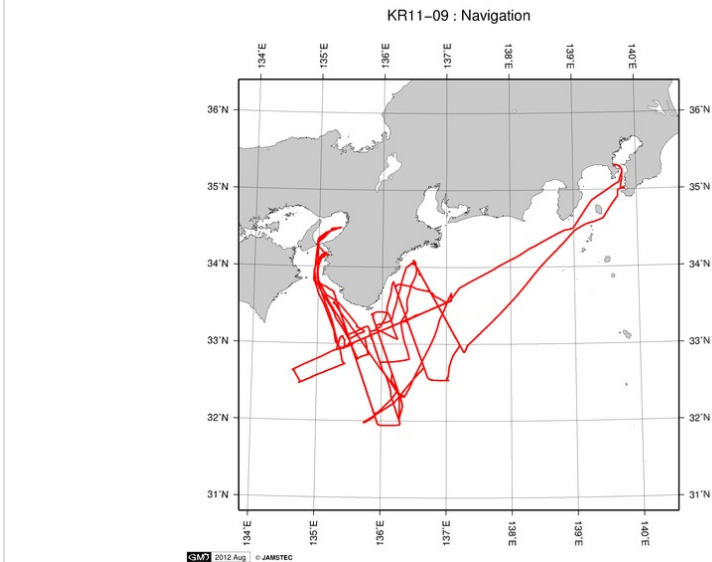 KR11−09 : Navigation
134˚E 135˚E 136˚E 137˚E 138˚E 139˚E 140˚E
36˚N 36˚N
35˚N 35˚N
34˚N 34˚N
33˚N 33˚N
32˚N 32˚N
31˚N 31˚N
134˚E 135˚E 136˚E 137˚E 138˚E 139˚E 140˚E
GMT 2012 Aug © JAMSTEC